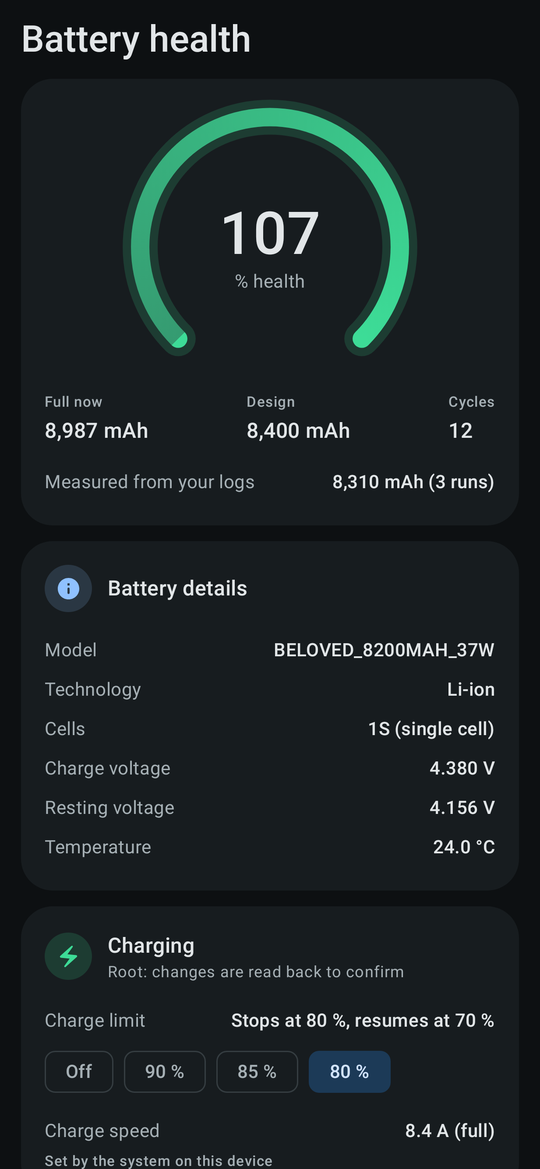 Battery health
107
% health
Full now
Design
Cycles
8,987 mAh
8,400 mAh
12
Measured from your logs
8,310 mAh (3 runs)
Battery details
Model
BELOVED_8200MAH_37W
Technology
Li-ion
Cells
1S (single cell)
Charge voltage
4.380 V
Resting voltage
4.156 V
Temperature
24.0 °C
Charging
Root: changes are read back to confirm
Charge limit
Stops at 80 %, resumes at 70 %
Off
90 %
85 %
80 %
Charge speed
8.4 A (full)
Set by the system on this device